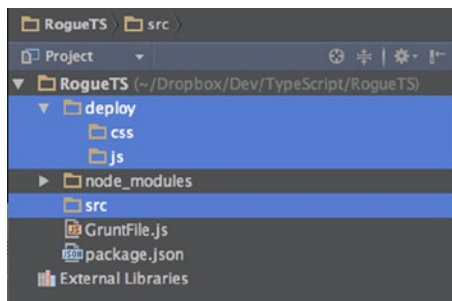 RogueTS src
Project
RogueTS (~/Dropbox/Dev/TypeScript/RogueTS)
deploy
css
js
node_modules
src
GruntFile.js
package.json
External Libraries